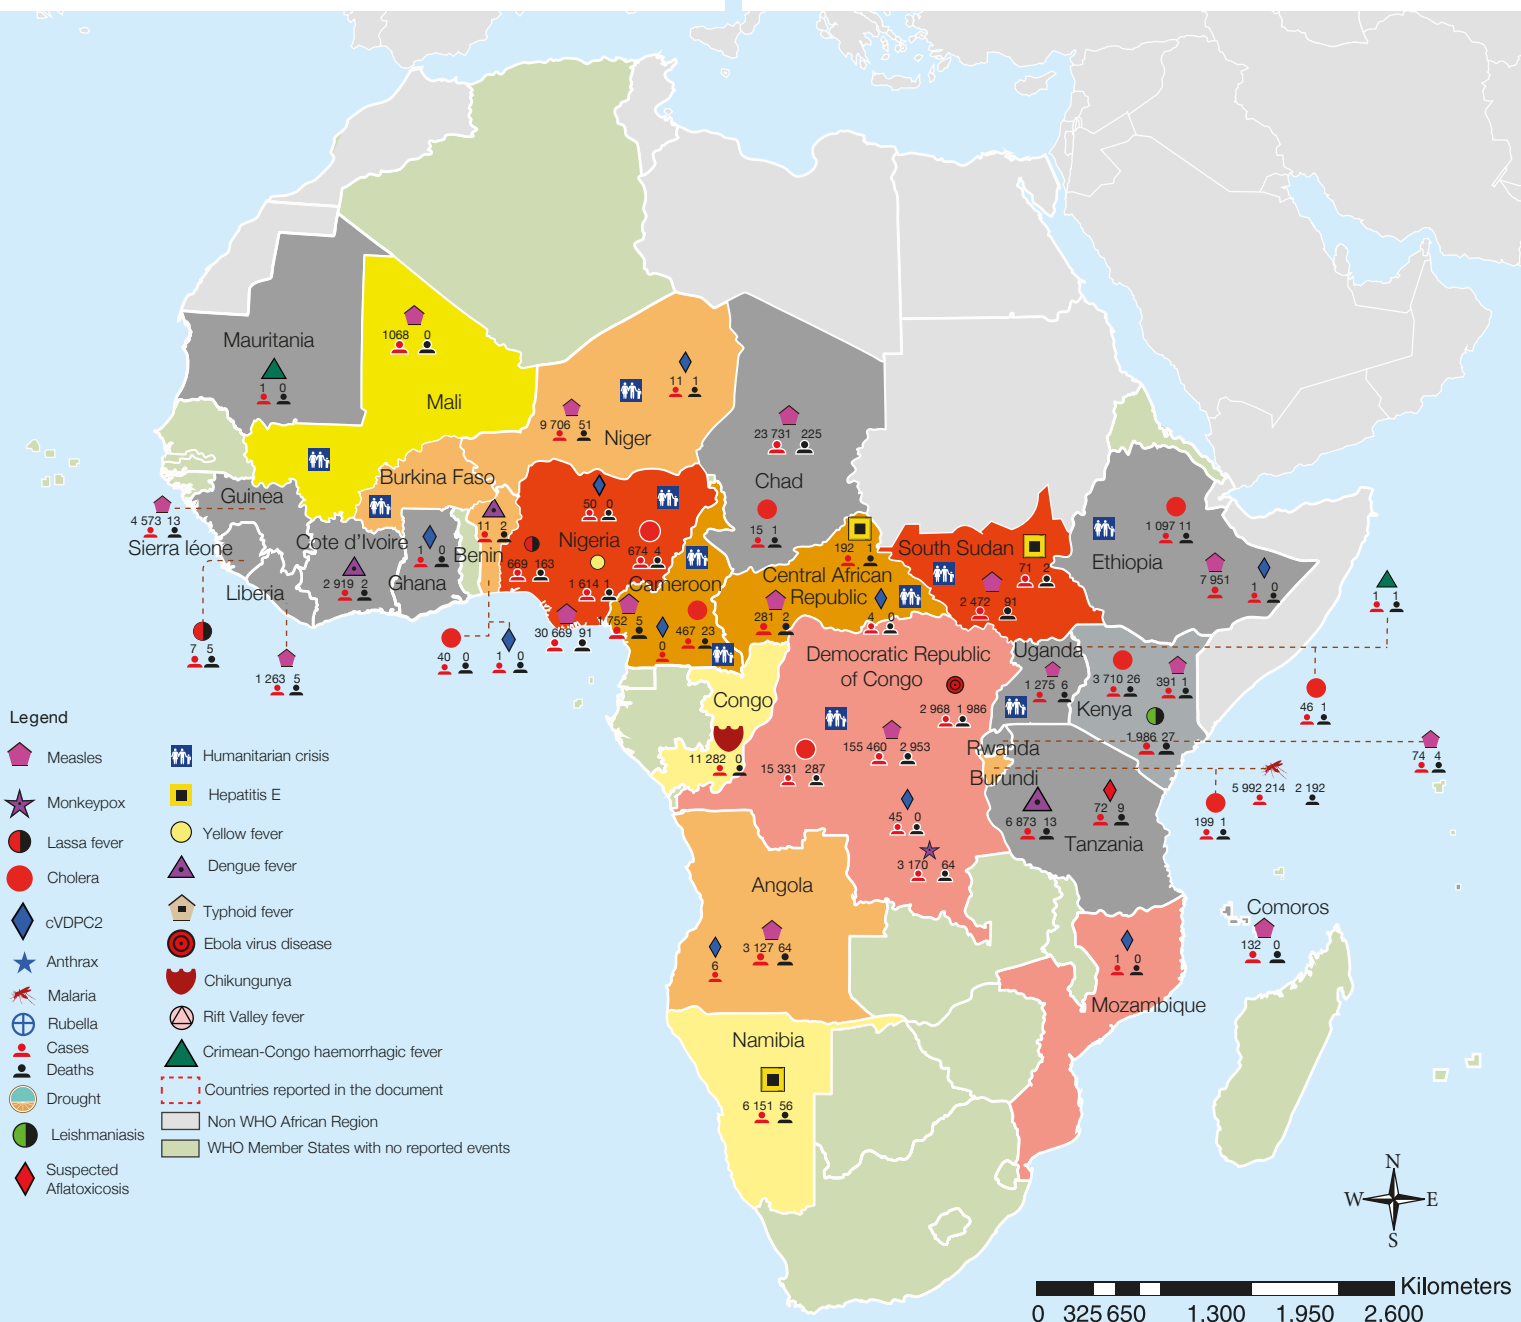 Mauritania
1 0
1068 0
Mali
11 1
9 706 51
Niger
23 731 225
Chad
15 1
Burkina Faso
Guinea
4 573 13
Sierra léone
Cote d'Ivoire
2 919 2
Liberia
7 5
1 263 5
Ghana
1 0
Benin
11 2
40 0
1 0
50 0
Nigeria
674 4
669 163
1 614 1
30 669 91
Cameroon
1 752 5
467 23
0
192 1
Central African
Republic
281 2
4 0
South Sudan
71 2
2 472 91
1 097 11
Ethiopia
7 951
1 0
1 1
Uganda
1 275 6
3 710 26
391 1
Kenya
1 986 27
46 1
Democratic Republic
of Congo
2 968 1 986
155 460 2 953
15 331 287
45 0
3 170 64
Congo
11 282 0
Rwanda
74 4
Burundi
5 992 214 2 192
199 1
72 9
6 873 13
Tanzania
Angola
3 127 64
6
1 0
Mozambique
Comoros
132 0
Namibia
6 151 56
Legend
Measles
Monkeypox
Lassa fever
Cholera
cVDPC2
Anthrax
Malaria
Rubella
Cases
Deaths
Drought
Leishmaniasis
Suspected
Aflatoxicosis
Humanitarian crisis
Hepatitis E
Yellow fever
Dengue fever
Typhoid fever
Ebola virus disease
Chikungunya
Rift Valley fever
Crimean-Congo haemorrhagic fever
Countries reported in the document
Non WHO African Region
WHO Member States with no reported events
N
W E
S
Kilometers
0 325 650 1.300 1.950 2.600